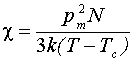 χ = p_m^2 N / 3k(T − T_c)